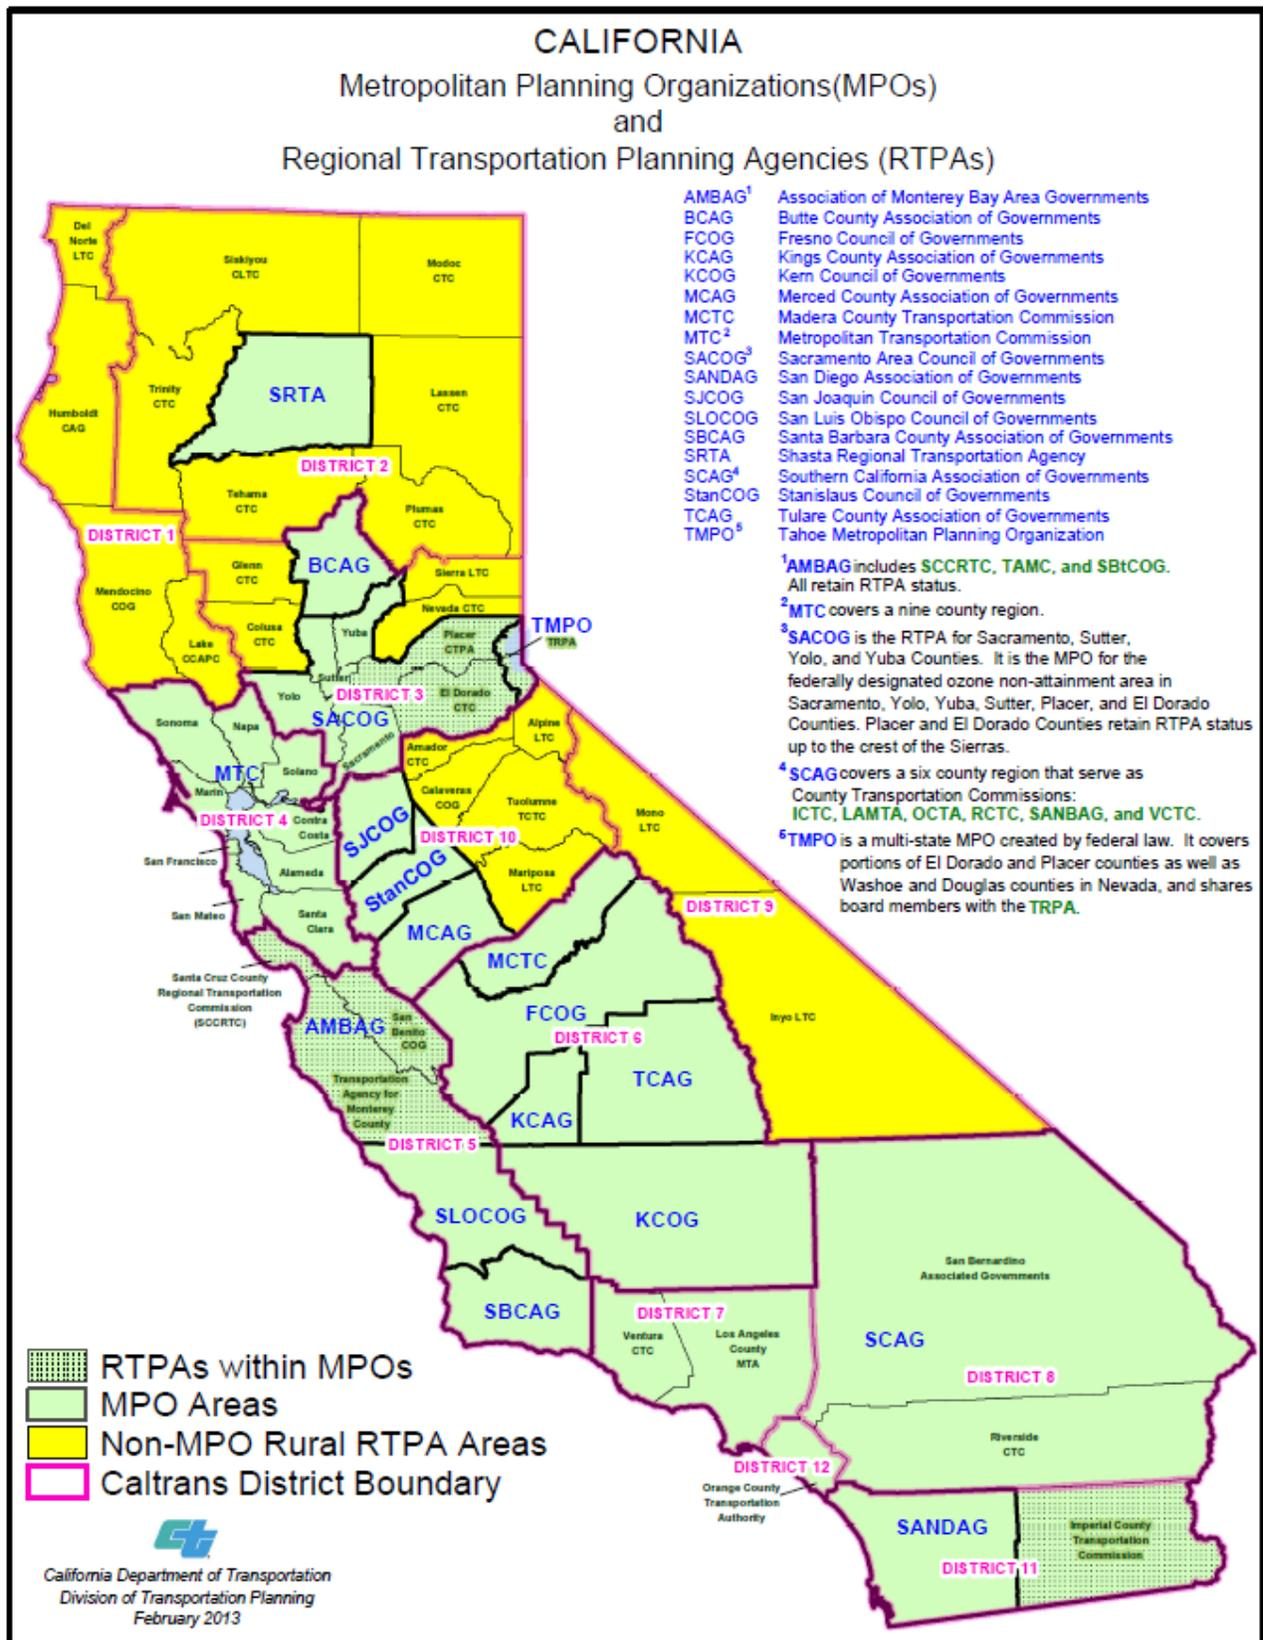 CALIFORNIA
Metropolitan Planning Organizations(MPOs)
and
Regional Transportation Planning Agencies (RTPAs)
AMBAG1 Association of Monterey Bay Area Governments
BCAG Butte County Association of Governments
FCOG Fresno Council of Governments
KCAG Kings County Association of Governments
KCOG Kern Council of Governments
MCAG Merced County Association of Governments
MCTC Madera County Transportation Commission
MTC2 Metropolitan Transportation Commission
SACOG3 Sacramento Area Council of Governments
SANDAG San Diego Association of Governments
SJCOG San Joaquin Council of Governments
SLOCOG San Luis Obispo Council of Governments
SBCAG Santa Barbara County Association of Governments
SRTA Shasta Regional Transportation Agency
SCAG4 Southern California Association of Governments
StanCOG Stanislaus Council of Governments
TCAG Tulare County Association of Governments
TMPO5 Tahoe Metropolitan Planning Organization
1AMBAG includes SCCRTC, TAMC, and SBtCOG.
All retain RTPA status.
2MTC covers a nine county region.
3SACOG is the RTPA for Sacramento, Sutter,
Yolo, and Yuba Counties. It is the MPO for the
federally designated ozone non-attainment area in
Sacramento, Yolo, Yuba, Sutter, Placer, and El Dorado
Counties. Placer and El Dorado Counties retain RTPA status
up to the crest of the Sierras.
4 SCAG covers a six county region that serve as
County Transportation Commissions:
ICTC, LAMTA, OCTA, RCTC, SANBAG, and VCTC.
5TMPO is a multi-state MPO created by federal law. It covers
portions of El Dorado and Placer counties as well as
Washoe and Douglas counties in Nevada, and shares
board members with the TRPA.
Del
Norte
LTC
Siskiyou
CLTC
Modoc
CTC
Humboldt
CAG
Trinity
CTC
SRTA
Lassen
CTC
DISTRICT 2
Tehama
CTC
Plumas
CTC
DISTRICT 1
Mendocino
COG
Glenn
CTC
BCAG
Sierra LTC
Nevada CTC
Lake
CCAPC
Colusa
CTC
Yuba
Sutter
Placer
CTPA
TMPO
TRPA
Yolo
DISTRICT 3
El Dorado
CTC
SACOG
Sacramento
Sonoma
Napa
Solano
MTC
Marin
DISTRICT 4
Contra
Costa
San Francisco
Alameda
San Mateo
Santa
Clara
Alpine
LTC
Amador
CTC
Calaveras
COG
Tuolumne
TCTC
Mono
LTC
SJCOG
DISTRICT 10
StanCOG
Mariposa
LTC
MCAG
MCTC
DISTRICT 9
Santa Cruz County
Regional Transportation
Commission
(SCCRTC)
AMBAG
San
Benito
COG
FCOG
DISTRICT 6
Inyo LTC
Transportation
Agency for
Monterey
County
TCAG
KCAG
DISTRICT 5
SLOCOG
KCOG
SBCAG
San Bernardino
Associated Governments
DISTRICT 7
Ventura
CTC
Los Angeles
County
MTA
SCAG
DISTRICT 8
Riverside
CTC
DISTRICT 12
Orange County
Transportation
Authority
SANDAG
Imperial County
Transportation
Commission
DISTRICT 11
RTPAs within MPOs
MPO Areas
Non-MPO Rural RTPA Areas
Caltrans District Boundary
ct
California Department of Transportation
Division of Transportation Planning
February 2013